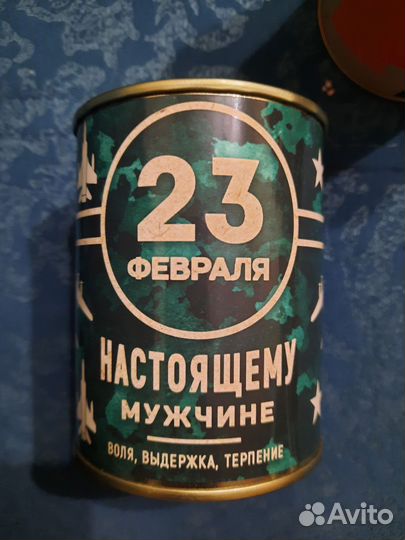 23
ФЕВРАЛЯ
НАСТОЯЩЕМУ
МУЖЧИНЕ
ВОЛЯ, ВЫДЕРЖКА, ТЕРПЕНИЕ
Avito